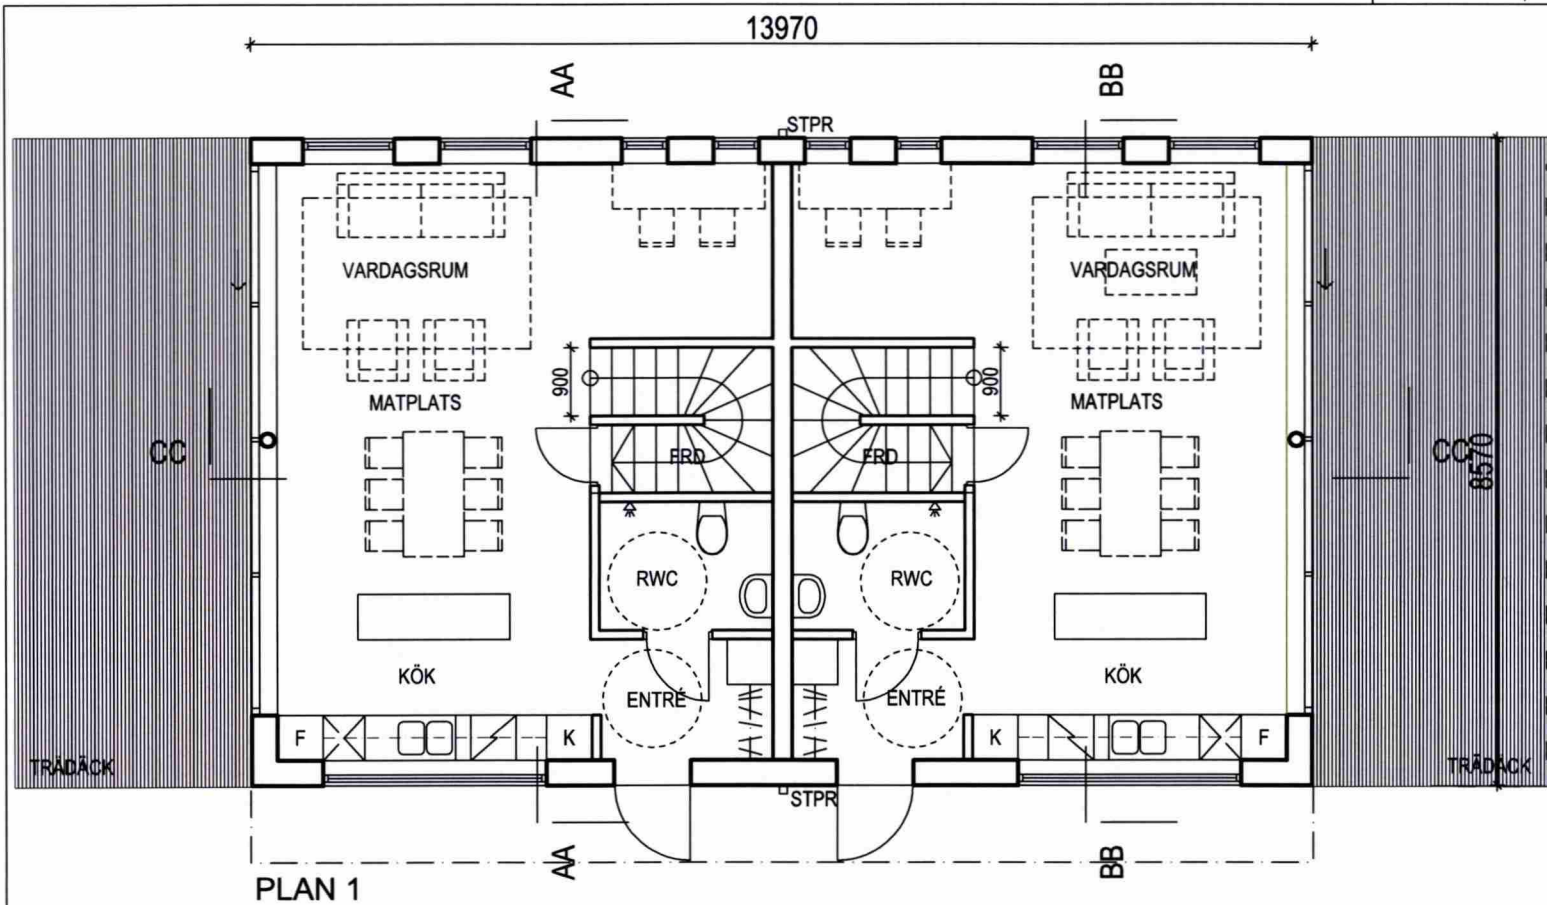 13970
AA
BB
STPR
VARDAGSRUM
VARDAGSRUM
900
900
MATPLATS
MATPLATS
CC
FRD
FRD
CC
8570
RWC
RWC
KÖK
ENTRÉ
ENTRÉ
KÖK
F
K
K
F
TRÄDÄCK
TRÄDÄCK
STPR
AA
BB
PLAN 1